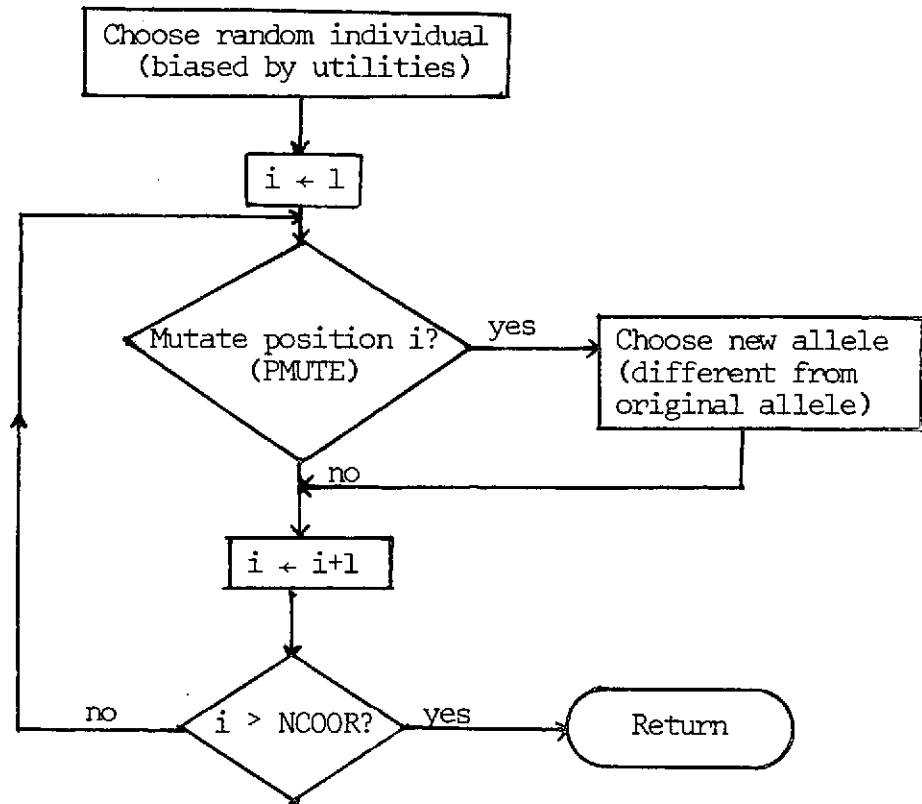 Choose random individual
(biased by utilities)
i ← 1
Mutate position i?
(PMUTE)
yes
Choose new allele
(different from
original allele)
no
i ← i+1
i > NCOOR?
no
yes
Return